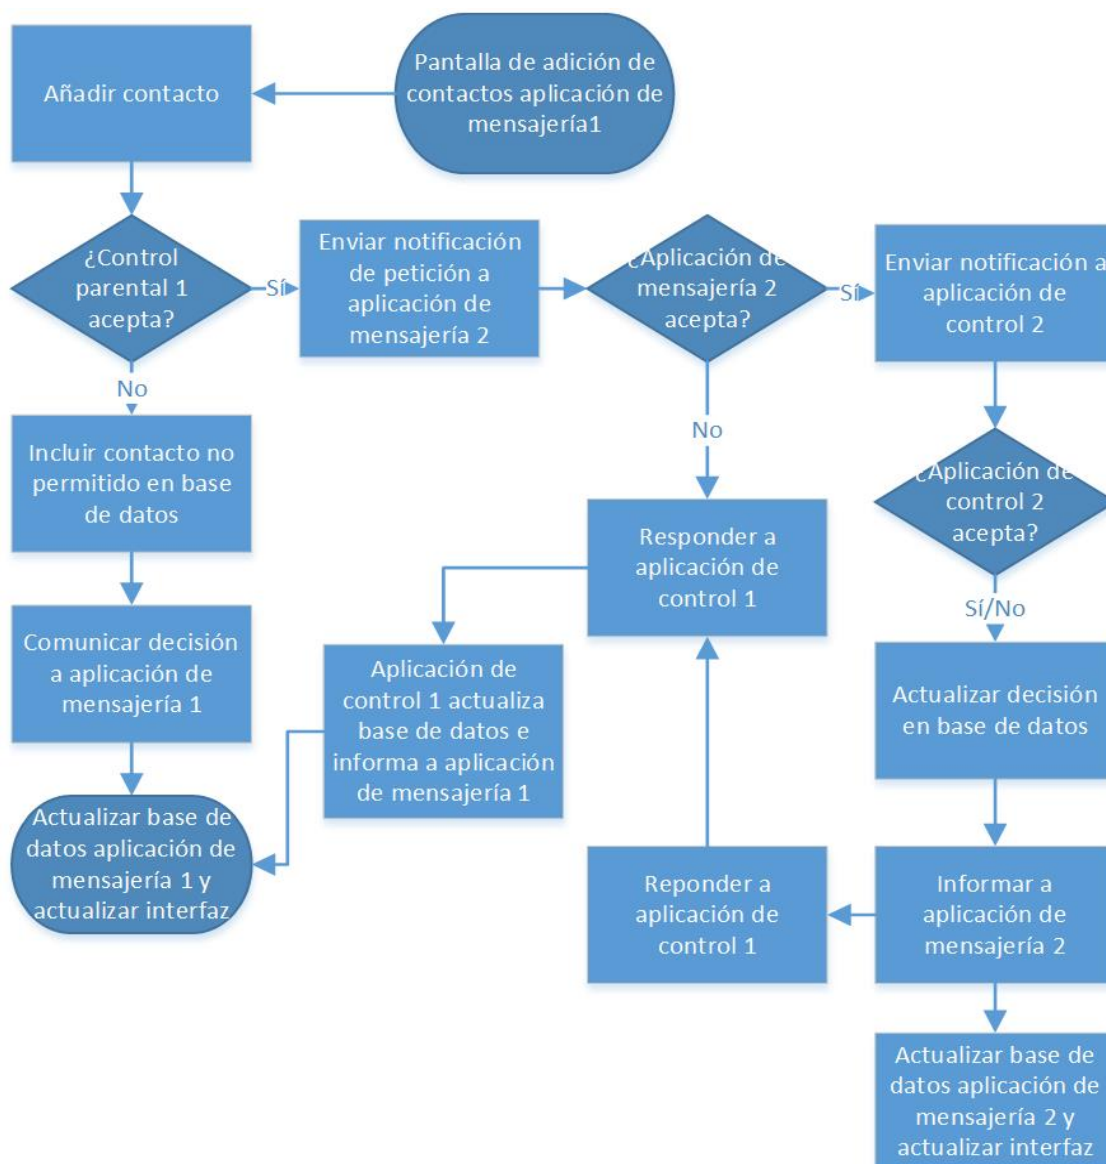 Pantalla de adición de
contactos aplicación de
mensajería1
Añadir contacto
¿Control
parental 1
acepta?
Sí
Enviar notificación
de petición a
aplicación de
mensajería 2
¿Aplicación de
mensajería 2
acepta?
Sí
Enviar notificación a
aplicación de
control 2
No
Incluir contacto no
permitido en base
de datos
No
¿Aplicación de
control 2
acepta?
Responder a
aplicación de
control 1
Sí/No
Comunicar decisión
a aplicación de
mensajería 1
Aplicación de
control 1 actualiza
base de datos e
informa a aplicación
de mensajería 1
Actualizar decisión
en base de datos
Actualizar base de
datos aplicación de
mensajería 1 y
actualizar interfaz
Reponder a
aplicación de
control 1
Informar a
aplicación de
mensajería 2
Actualizar base de
datos aplicación de
mensajería 2 y
actualizar interfaz